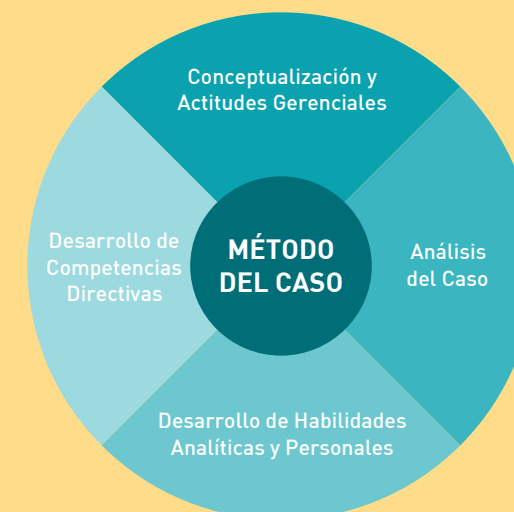 Conceptualización y
Actitudes Gerenciales
Desarrollo de
Competencias
Directivas
MÉTODO
DEL CASO
Análisis
del Caso
Desarrollo de Habilidades
Analíticas y Personales